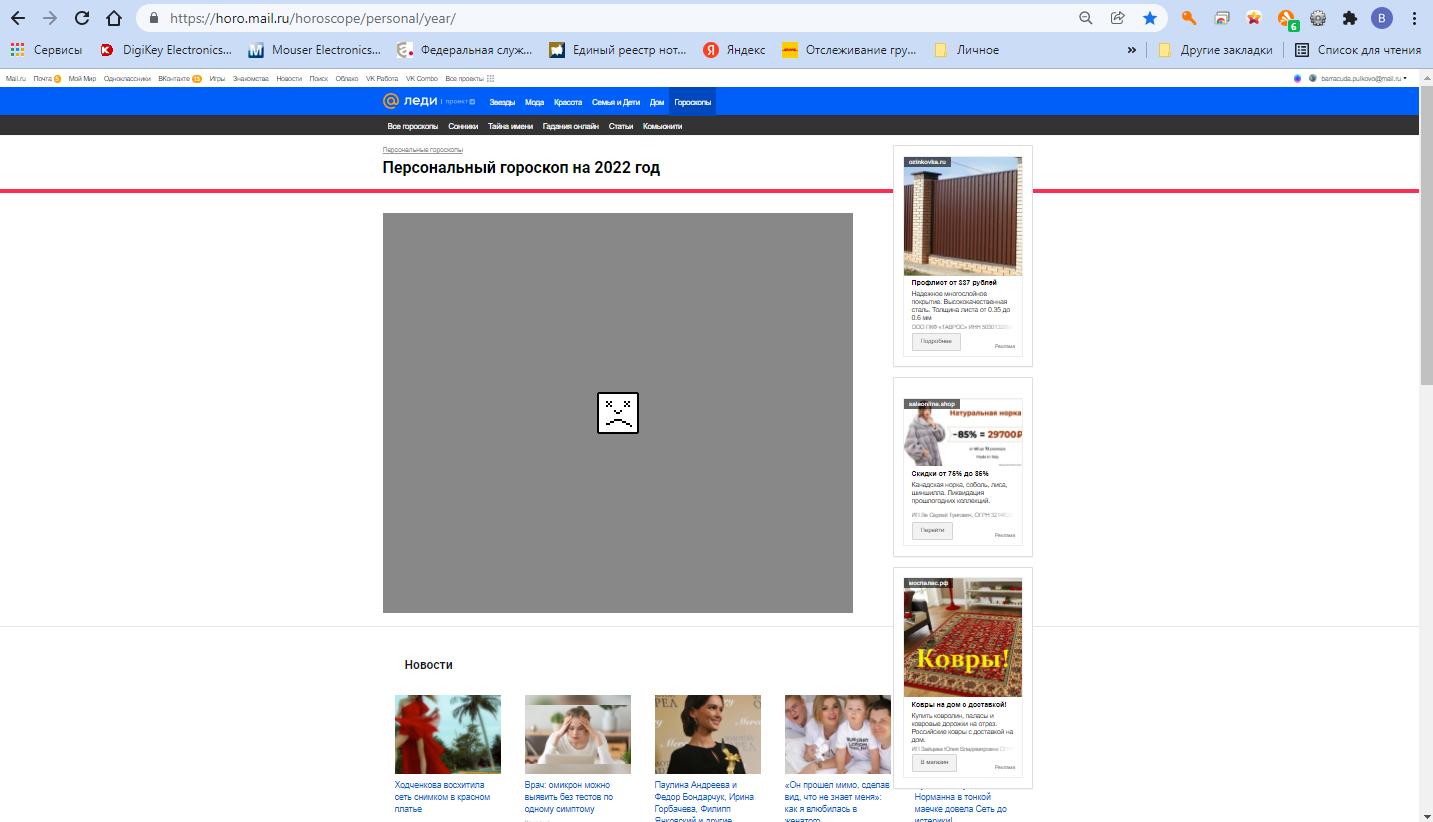 https://horo.mail.ru/horoscope/personal/year/
6
B
Сервисы
DigiKey Electronics...
Mouser Electronics...
Федеральная служ...
Единый реестр нот...
Яндекс
Отслеживание гру...
Личное
»
Другие закладки
Список для чтения
Mail.ru Почта 5 Мой Мир Одноклассники ВКонтакте Игры Знакомства Новости Поиск Облако VK Работа VK Combo Все проекты
barracuda.pulkovo@mail.ru
леди | проект
Звезды Мода Красота Семья и Дети Дом Гороскопы
Все гороскопы Сонники Тайна имени Гадания онлайн Статьи Комьюнити
Персональные гороскопы
Персональный гороскоп на 2022 год
ozinkovka.ru
Профлист от 337 рублей
Надежное многослойное
покрытие. Высококачественная
сталь. Толщина листа от 0.35 до
0.6 мм
ООО ПКФ «ТАВРОС» ИНН
Подробнее
Реклама
saleonline.shop
Натуральная норка
-85% = 29700₽
Скидки от 75% до 85%
Канадская норка, соболь, лиса,
шиншилла. Ликвидация
прошлогодних коллекций.
Перейти
Реклама
моспалас.рф
Ковры!
Ковры на дом с доставкой!
Купить ковролин, паласы и
ковровые дорожки на отрез.
Российские ковры с доставкой на
дом.
ИП Зайцева Юлия Владимировна
В магазин
Реклама
Новости
Ходченкова восхитила
сеть снимком в красном
платье
Врач: омикрон можно
выявить без тестов по
одному симптому
Паулина Андреева и
Федор Бондарчук, Ирина
Горбачева, Филипп
Янковский и другие
«Он прошел мимо, сделав
вид, что не знает меня»:
как я влюбилась в
женатого
Норманна в тонкой
маечке довела Сеть до
истерики!